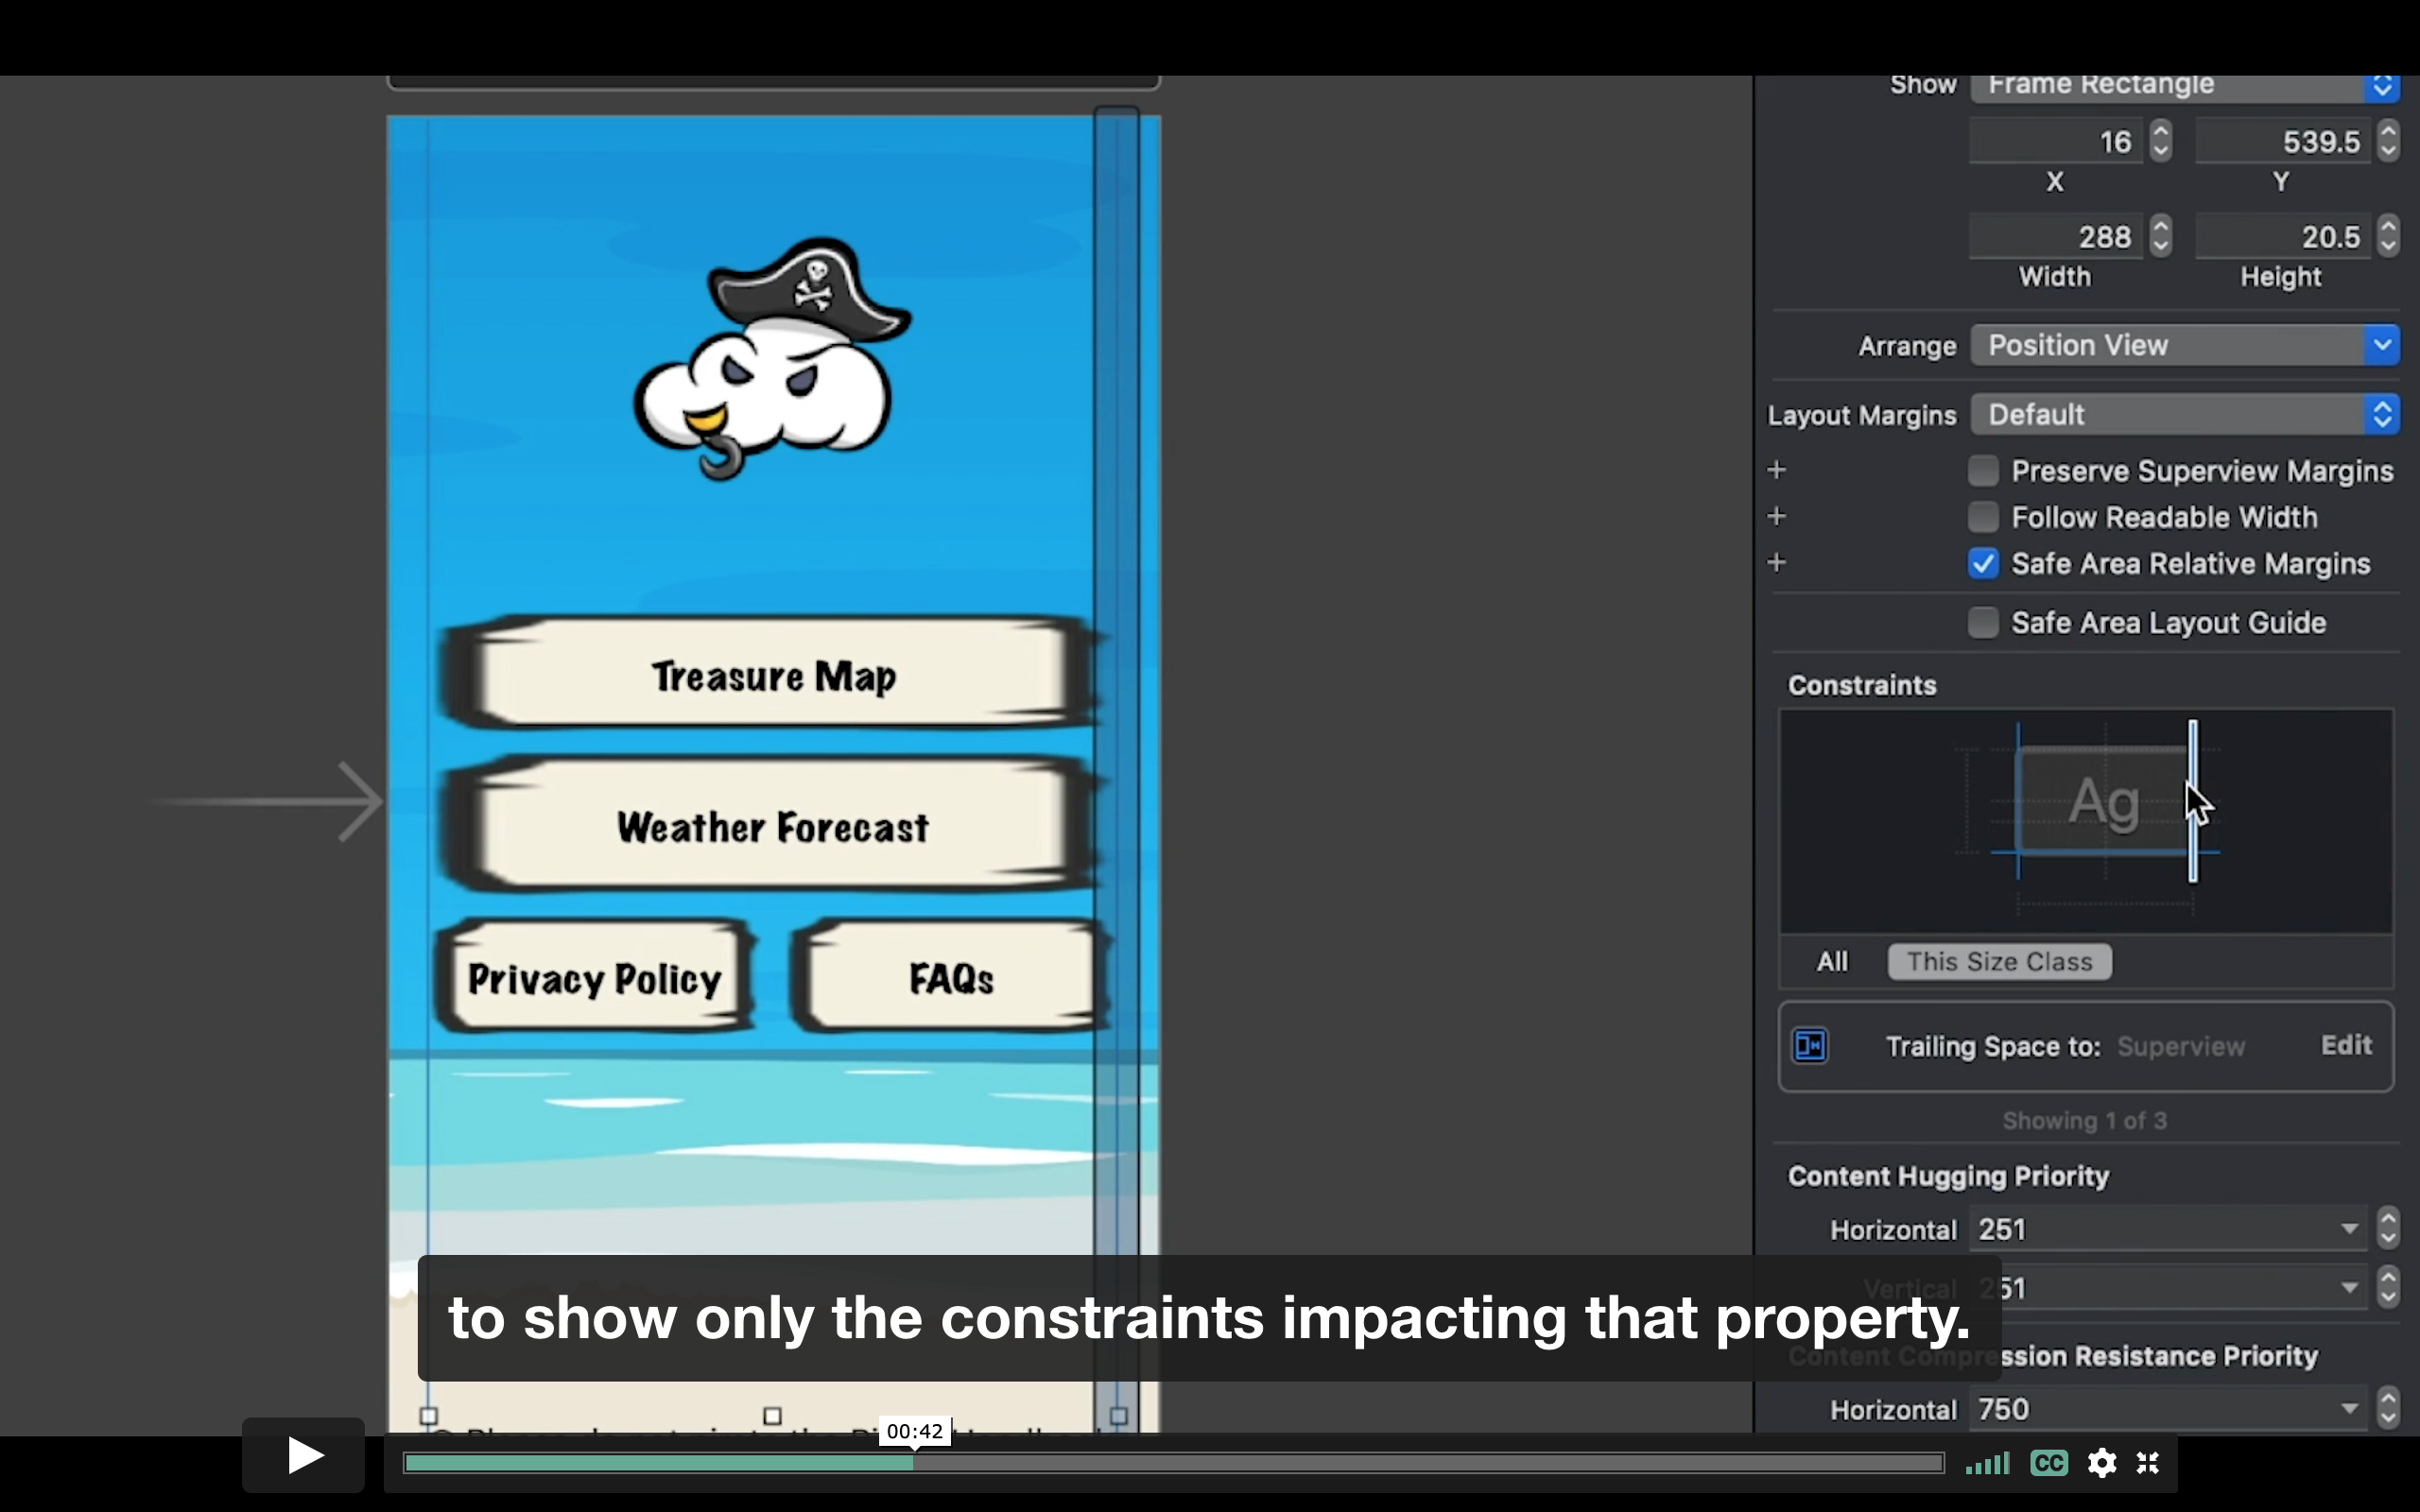 Show Frame Rectangle
16 539.5
X Y
288 20.5
Width Height
Arrange Position View
Layout Margins Default
+ Preserve Superview Margins
+ Follow Readable Width
+ Safe Area Relative Margins
Safe Area Layout Guide
Constraints
Ag
All This Size Class
Trailing Space to: Superview Edit
Showing 1 of 3
Content Hugging Priority
Horizontal 251
Vertical 251
Content Compression Resistance Priority
Horizontal 750
Treasure Map
Weather Forecast
Privacy Policy FAQs
to show only the constraints impacting that property.
00:42
CC